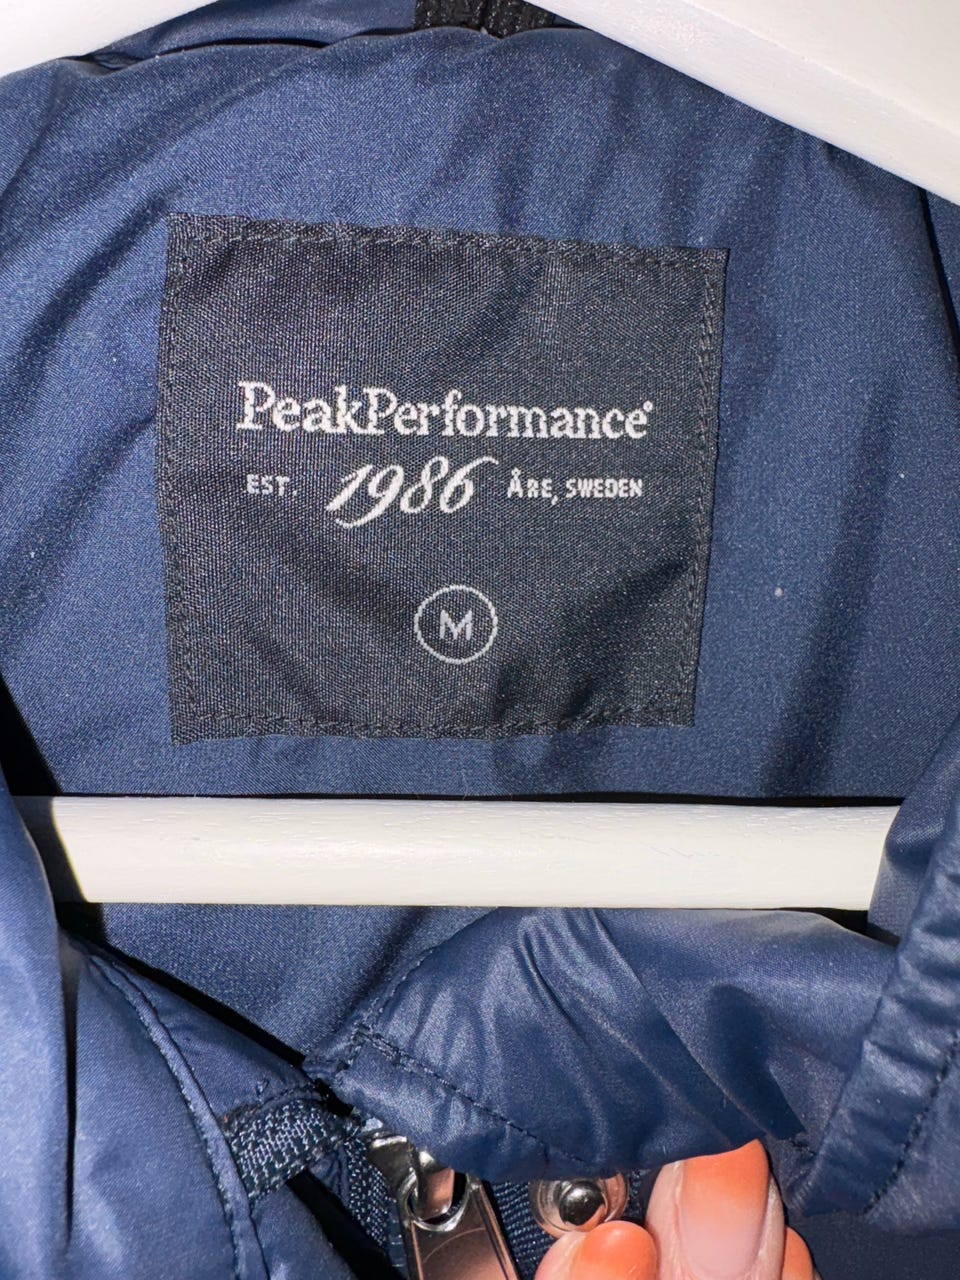 PeakPerformance®
EST. 1986 ÅRE, SWEDEN
M